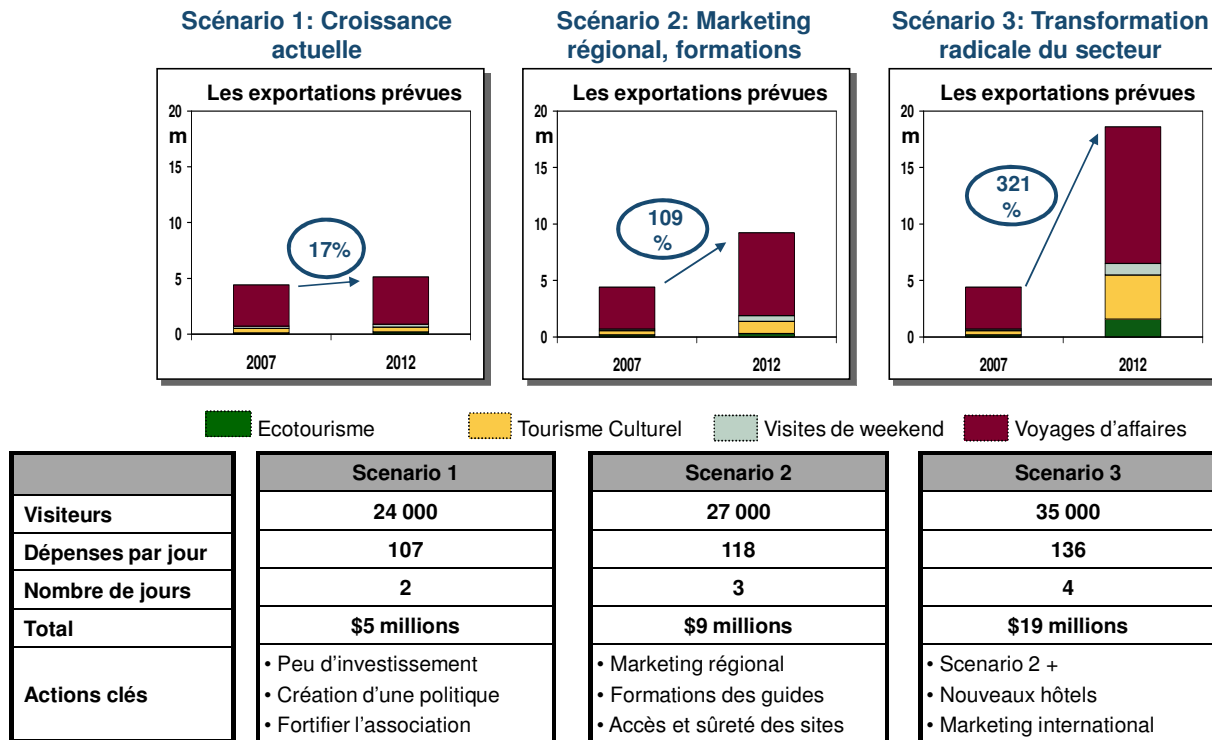 Scénario 1: Croissance
actuelle
Les exportations prévues
20
m
15
10
5
0
17%
2007
2012
Scénario 2: Marketing
régional, formations
Les exportations prévues
20
m
15
10
5
0
109
%
2007
2012
Scénario 3: Transformation
radicale du secteur
Les exportations prévues
20
m
15
10
5
0
321
%
2007
2012
Ecotourisme
Tourisme Culturel
Visites de weekend
Voyages d’affaires
Scenario 1
Scenario 2
Scenario 3
Visiteurs
24 000
27 000
35 000
Dépenses par jour
107
118
136
Nombre de jours
2
3
4
Total
$5 millions
$9 millions
$19 millions
Actions clés
• Peu d’investissement
• Création d’une politique
• Fortifier l’association
• Marketing régional
• Formations des guides
• Accès et sûreté des sites
• Scenario 2 +
• Nouveaux hôtels
• Marketing international